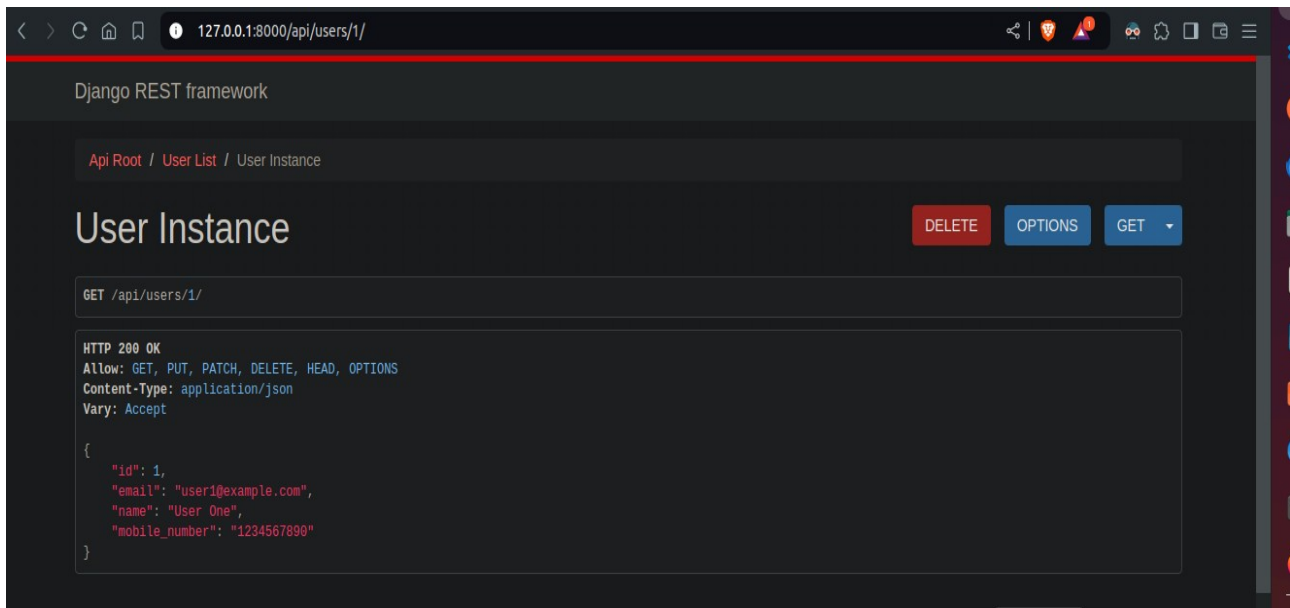 127.0.0.1:8000/api/users/1/
1
Django REST framework
Api Root / User List / User Instance
User Instance
DELETE
OPTIONS
GET
GET /api/users/1/
HTTP 200 OK
Allow: GET, PUT, PATCH, DELETE, HEAD, OPTIONS
Content-Type: application/json
Vary: Accept
{
    "id": 1,
    "email": "user1@example.com",
    "name": "User One",
    "mobile_number": "1234567890"
}